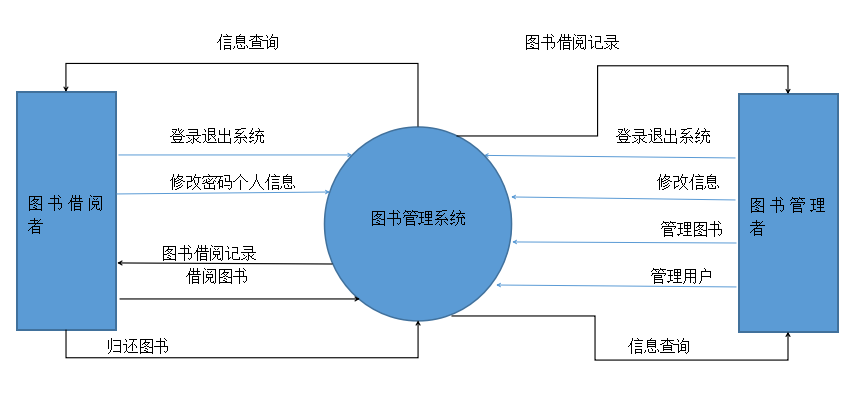 信息查询
图书借阅记录
登录退出系统
登录退出系统
修改密码个人信息
修改信息
图书借阅
者
图书管理系统
图书管理
者
管理图书
图书借阅记录
借阅图书
管理用户
归还图书
信息查询